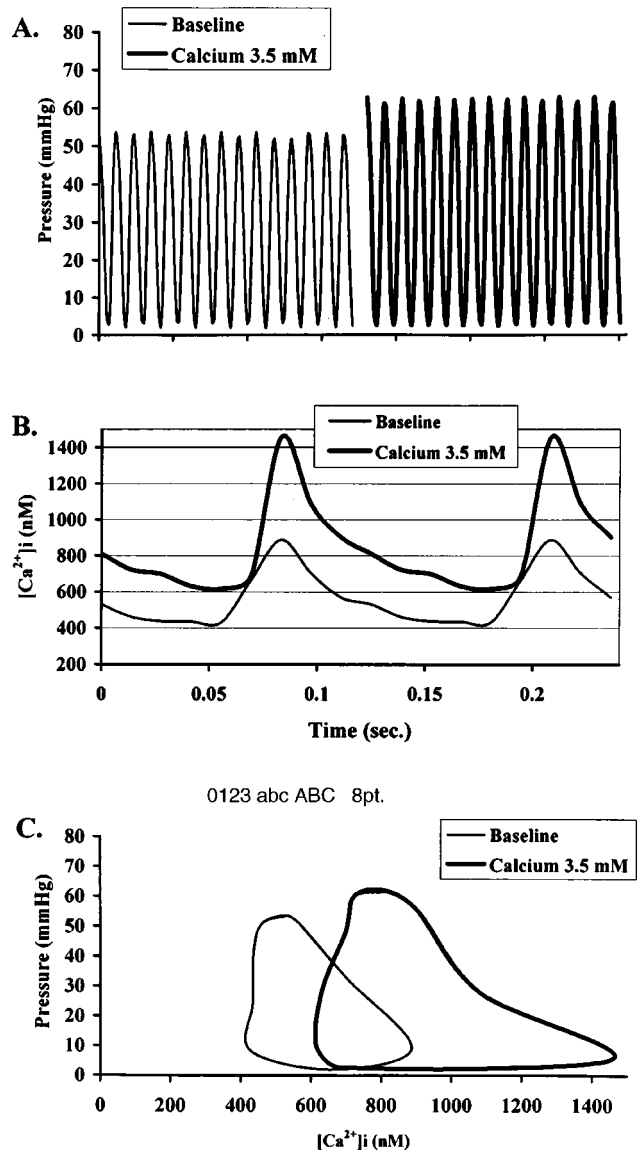 A.
Baseline
Calcium 3.5 mM
80
70
60
50
40
30
20
10
0
Pressure (mmHg)
B.
Baseline
Calcium 3.5 mM
1400
1200
1000
800
600
400
200
[Ca²⁺]i (nM)
0 0.05 0.1 0.15 0.2
Time (sec.)
0123 abc ABC 8pt.
C.
Baseline
Calcium 3.5 mM
80
70
60
50
40
30
20
10
0
Pressure (mmHg)
0 200 400 600 800 1000 1200 1400
[Ca²⁺]i (nM)